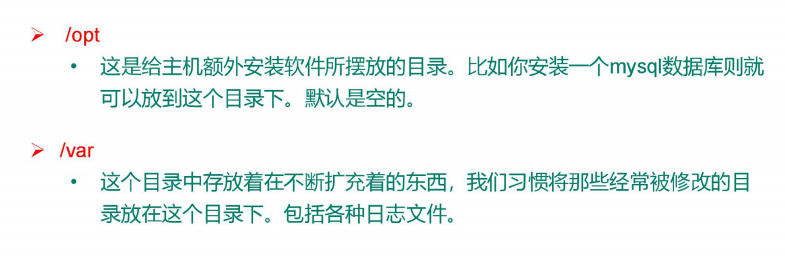 ➢ /opt
• 这是给主机额外安装软件所摆放的目录。比如你安装一个mysql数据库则就
可以放到这个目录下。默认是空的。
➢ /var
• 这个目录中存放着在不断扩充着的东西，我们习惯将那些经常被修改的目
录放在这个目录下。包括各种日志文件。